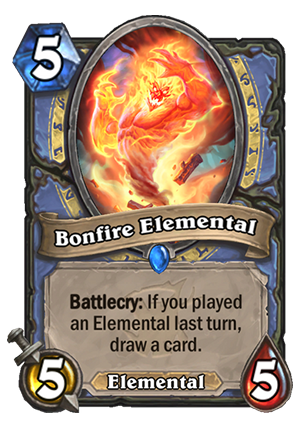 5
Bonfire Elemental
Battlecry: If you played
an Elemental last turn,
draw a card.
5
Elemental
5